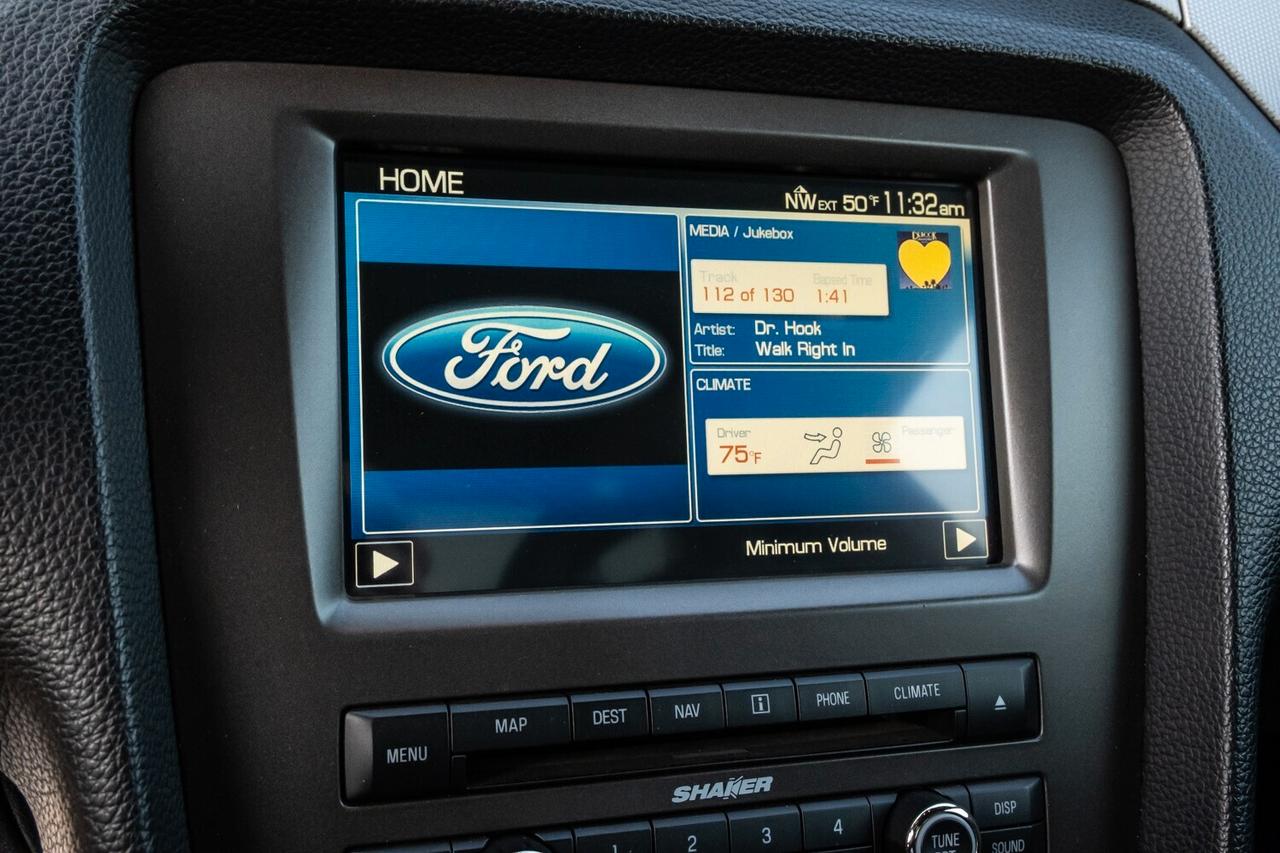 HOME
NW EXT 50°F 11:32am
MEDIA / Jukebox
Track Elapsed Time
112 of 130 1:41
Artist: Dr. Hook
Title: Walk Right In
Ford
CLIMATE
Driver Passenger
75°F
Minimum Volume
MENU MAP DEST NAV i PHONE CLIMATE
SHAKER
1 2 3 4 TUNE DISP
SOUND